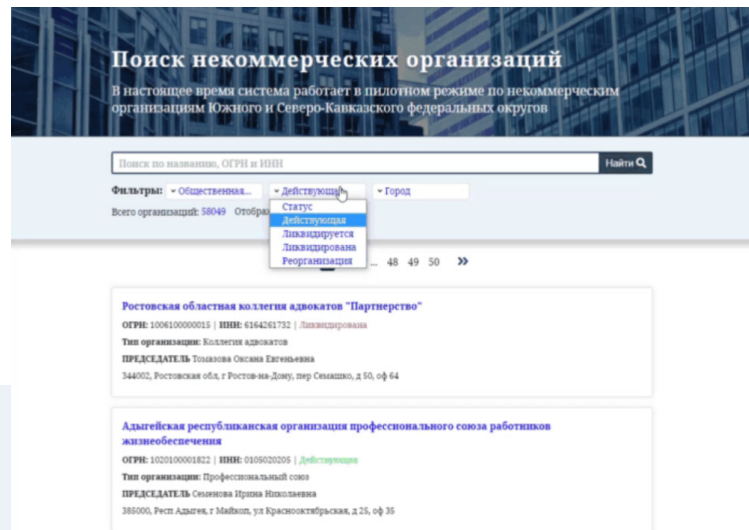 Поиск некоммерческих организаций
В настоящее время система работает в пилотном режиме по некоммерческим
организациям Южного и Северо-Кавказского федеральных округов
Поиск по названию, ОГРН и ИНН
Найти
Фильтры: Общественная... Действующая Город
Всего организаций: 58049 Отобра
Статус
Действующая
Ликвидируется
Ликвидирована
Реорганизация
... 48 49 50 »
Ростовская областная коллегия адвокатов "Партнерство"
ОГРН: 1006100000015 | ИНН: 6164261732 | Ликвидирована
Тип организации: Коллегия адвокатов
ПРЕДСЕДАТЕЛЬ Томазова Оксана Евгеньевна
344002, Ростовская обл, г Ростов-на-Дону, пер Семашко, д 50, оф 64
Адыгейская республиканская организация профессионального союза работников
жизнеобеспечения
ОГРН: 1020100001822 | ИНН: 0105020205 | Действующая
Тип организации: Профессиональный союз
ПРЕДСЕДАТЕЛЬ Семенова Ирина Николаевна
385000, Респ Адыгея, г Майкоп, ул Краснооктябрьская, д 25, оф 35